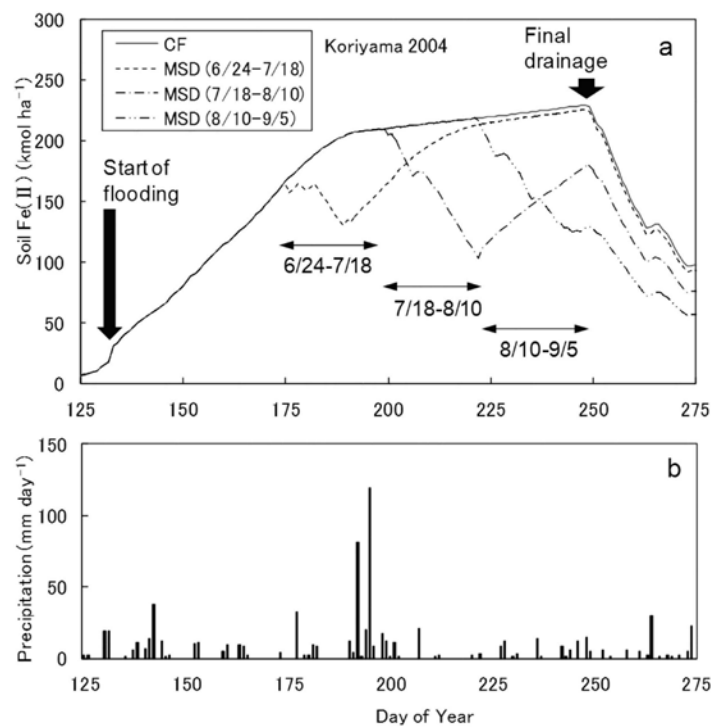 Koriyama 2004
a
CF
MSD (6/24-7/18)
MSD (7/18-8/10)
MSD (8/10-9/5)
Final
drainage
Start of
flooding
6/24-7/18
7/18-8/10
8/10-9/5
Soil Fe(Ⅱ) (kmol ha⁻¹)
300
250
200
150
100
50
0
125 150 175 200 225 250 275
b
Precipitation (mm day⁻¹)
150
100
50
0
125 150 175 200 225 250 275
Day of Year